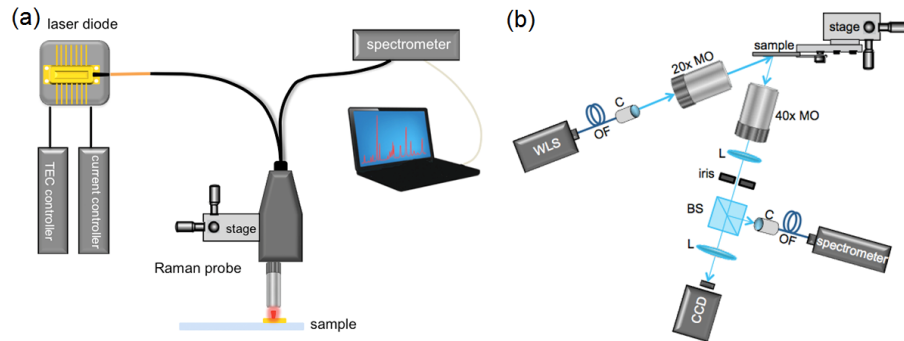 (a)
laser diode
spectrometer
TEC controller
current controller
stage
Raman probe
sample
(b)
stage
sample
20x MO
40x MO
C
OF
WLS
L
iris
BS
C
OF
L
spectrometer
CCD